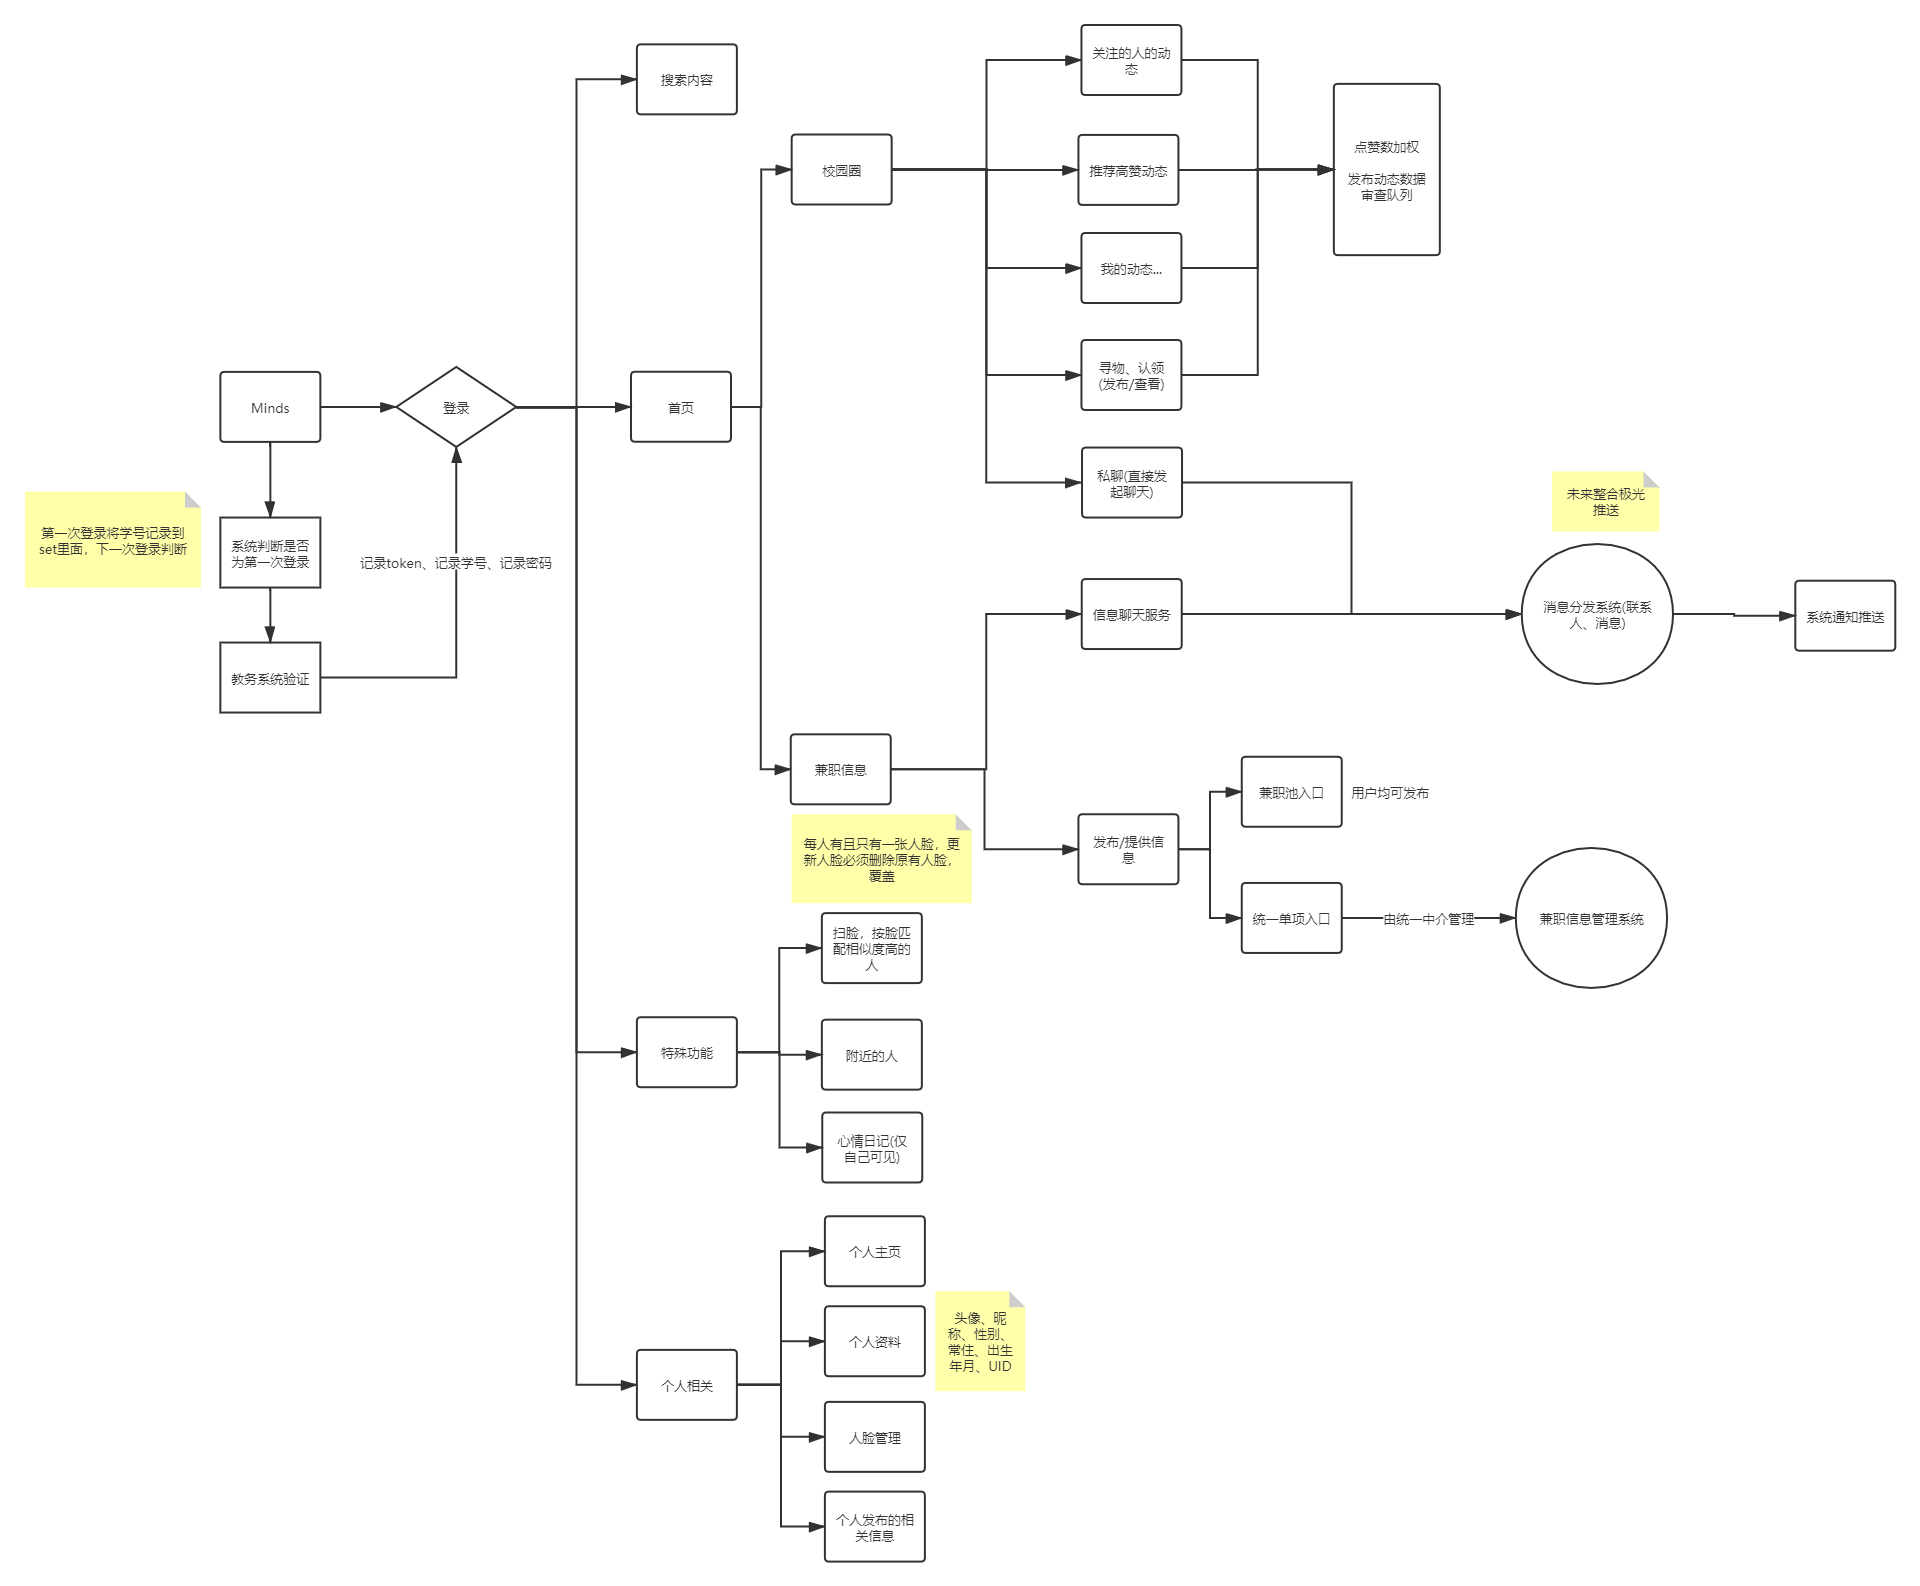 关注的人的动
态
搜索内容
校园圈
推荐高赞动态
点赞数加权
发布动态数据
审查队列
我的动态...
寻物、认领
(发布/查看)
Minds
登录
首页
私聊(直接发
起聊天)
未来整合极光
推送
第一次登录将学号记录到
set里面，下一次登录判断
系统判断是否
为第一次登录
记录token、记录学号、记录密码
信息聊天服务
消息分发系统(联系
人、消息)
系统通知推送
教务系统验证
兼职信息
兼职池入口
用户均可发布
每人有且只有一张人脸，更
新人脸必须删除原有人脸，
覆盖
发布/提供信
息
统一单项入口
由统一中介管理
兼职信息管理系统
扫脸，按脸匹
配相似度高的
人
特殊功能
附近的人
心情日记(仅
自己可见)
个人主页
头像、昵
称、性别、
常住、出生
年月、UID
个人资料
个人相关
人脸管理
个人发布的相
关信息